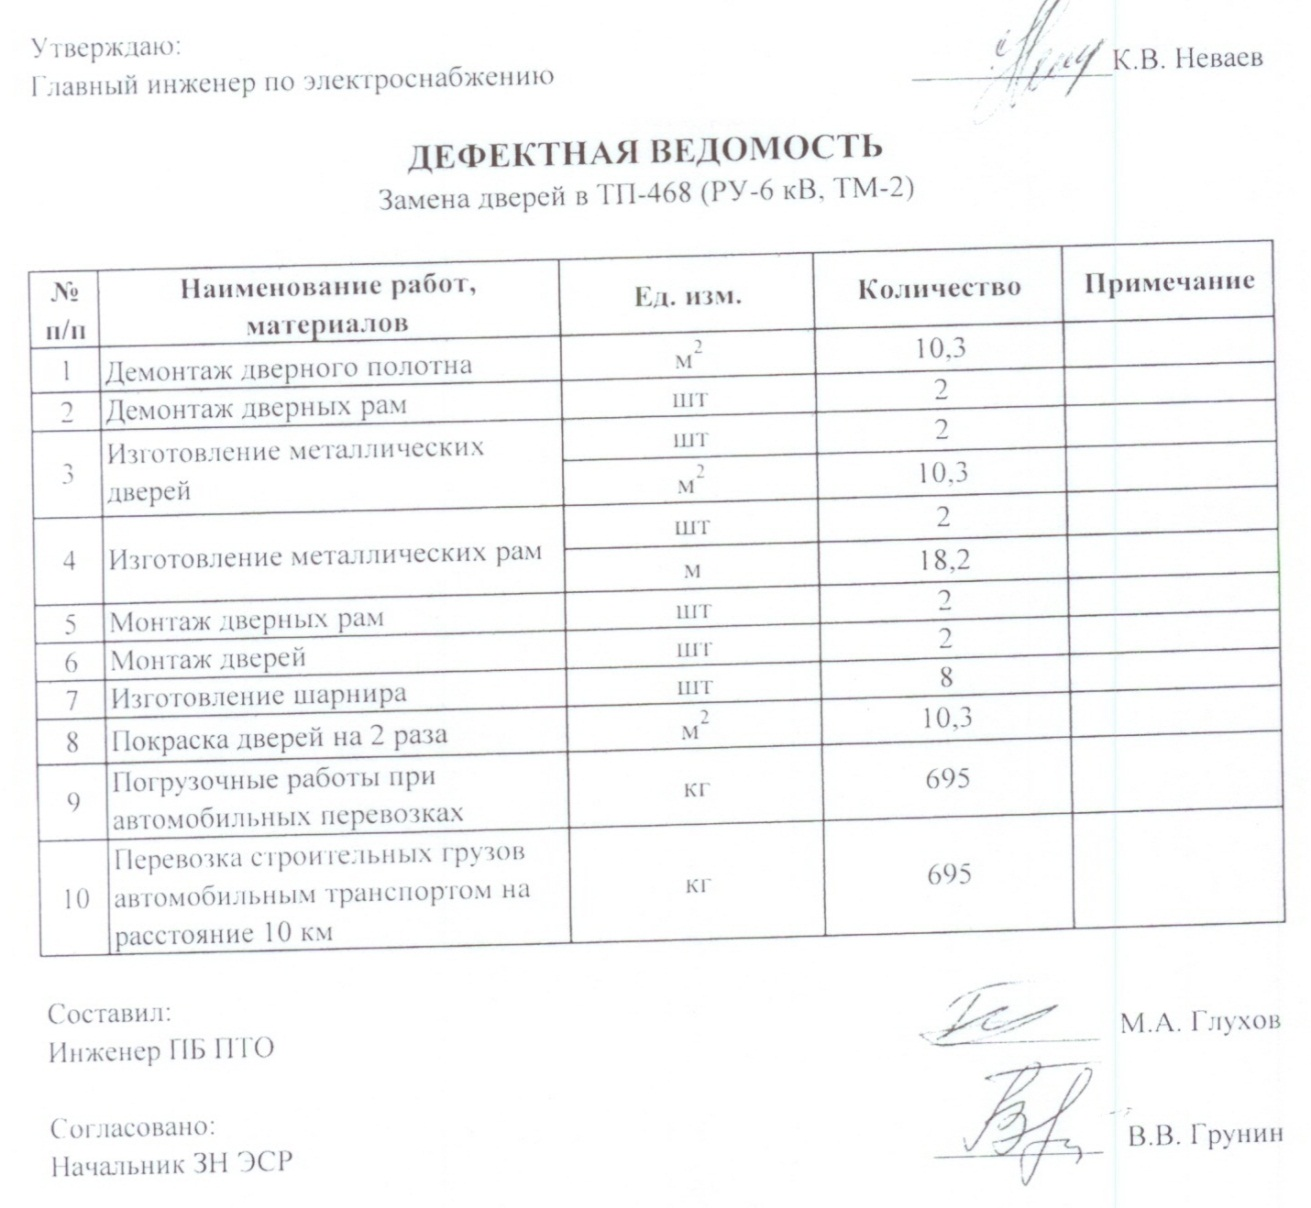 Утверждаю:
Главный инженер по электроснабжению
К.В. Неваев
ДЕФЕКТНАЯ ВЕДОМОСТЬ
Замена дверей в ТП-468 (РУ-6 кВ, ТМ-2)
№ п/п Наименование работ, материалов Ед. изм. Количество Примечание
1 Демонтаж дверного полотна м² 10,3
2 Демонтаж дверных рам шт 2
3 Изготовление металлических дверей шт 2
м² 10,3
4 Изготовление металлических рам шт 2
м 18,2
5 Монтаж дверных рам шт 2
6 Монтаж дверей шт 2
7 Изготовление шарнира шт 8
8 Покраска дверей на 2 раза м² 10,3
9 Погрузочные работы при
автомобильных перевозках кг 695
10 Перевозка строительных грузов
автомобильным транспортом на
расстояние 10 км кг 695
Составил:
Инженер ПБ ПТО
М.А. Глухов
Согласовано:
Начальник ЗН ЭСР
В.В. Грунин